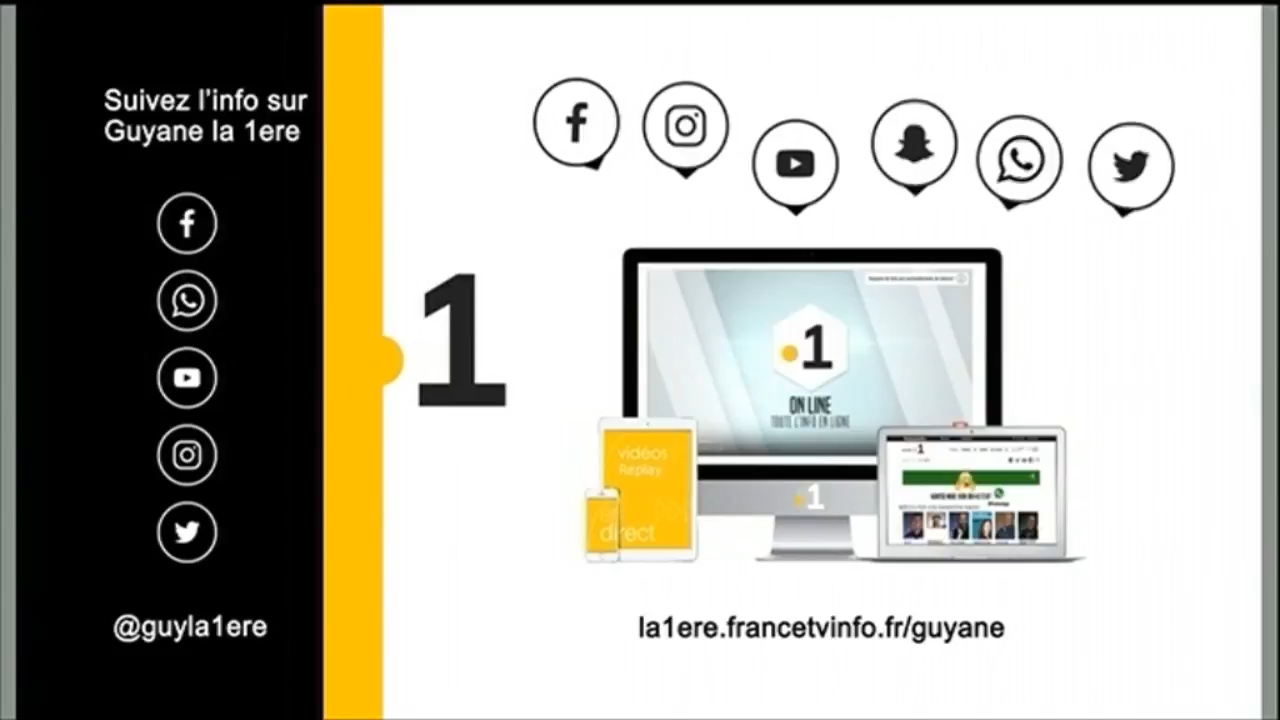 Suivez l'info sur
Guyane la 1ere
@guyla1ere
1
1
ON LINE
TOUTE L'INFO EN LIGNE
vidéos
Replay
direct
1
la1ere.francetvinfo.fr/guyane